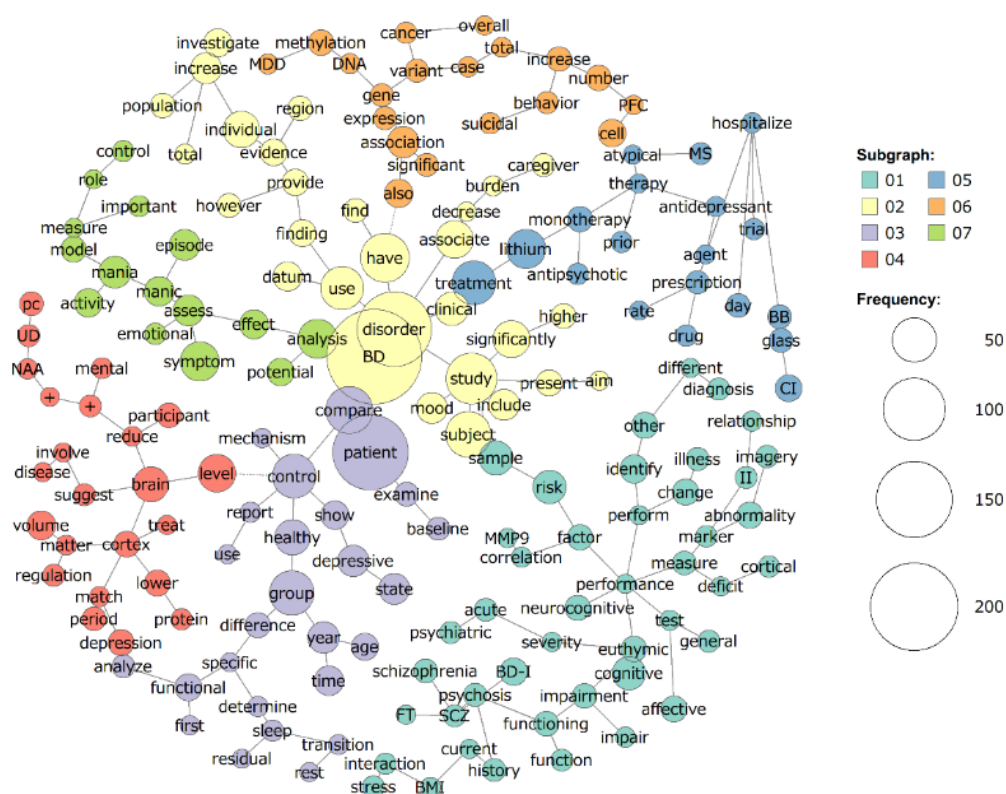 investigate
methylation
cancer
overall
increase
MDD
DNA
variant
total
case
increase
number
population
gene
behavior
PFC
region
expression
suicidal
cell
hospitalize
individual
association
control
total
evidence
significant
caregiver
atypical
MS
role
provide
also
burden
therapy
important
however
find
decrease
monotherapy
antidepressant
measure
finding
associate
prior
trial
model
episode
have
lithium
agent
mania
datum
use
treatment
antipsychotic
prescription
activity
manic
clinical
rate
day
BB
assess
effect
disorder
higher
drug
glass
pc
emotional
analysis
significantly
UD
symptom
potential
BD
study
present
aim
different
CI
NAA
mental
mood
include
diagnosis
+
+
participant
compare
subject
other
relationship
reduce
mechanism
patient
sample
involve
identify
illness
imagery
disease
brain
level
control
risk
II
suggest
examine
change
report
show
baseline
perform
abnormality
volume
treat
healthy
MMP9
factor
marker
matter
cortex
use
depressive
correlation
regulation
lower
state
performance
measure
cortical
match
group
deficit
period
protein
acute
neurocognitive
test
difference
year
psychiatric
general
depression
age
severity
euthymic
analyze
specific
schizophrenia
BD-I
cognitive
functional
time
psychosis
impairment
first
determine
FT
SCZ
affective
sleep
functioning
impair
residual
transition
current
interaction
function
rest
history
stress
BMI
Subgraph:
01
05
02
06
03
07
04
Frequency:
50
100
150
200